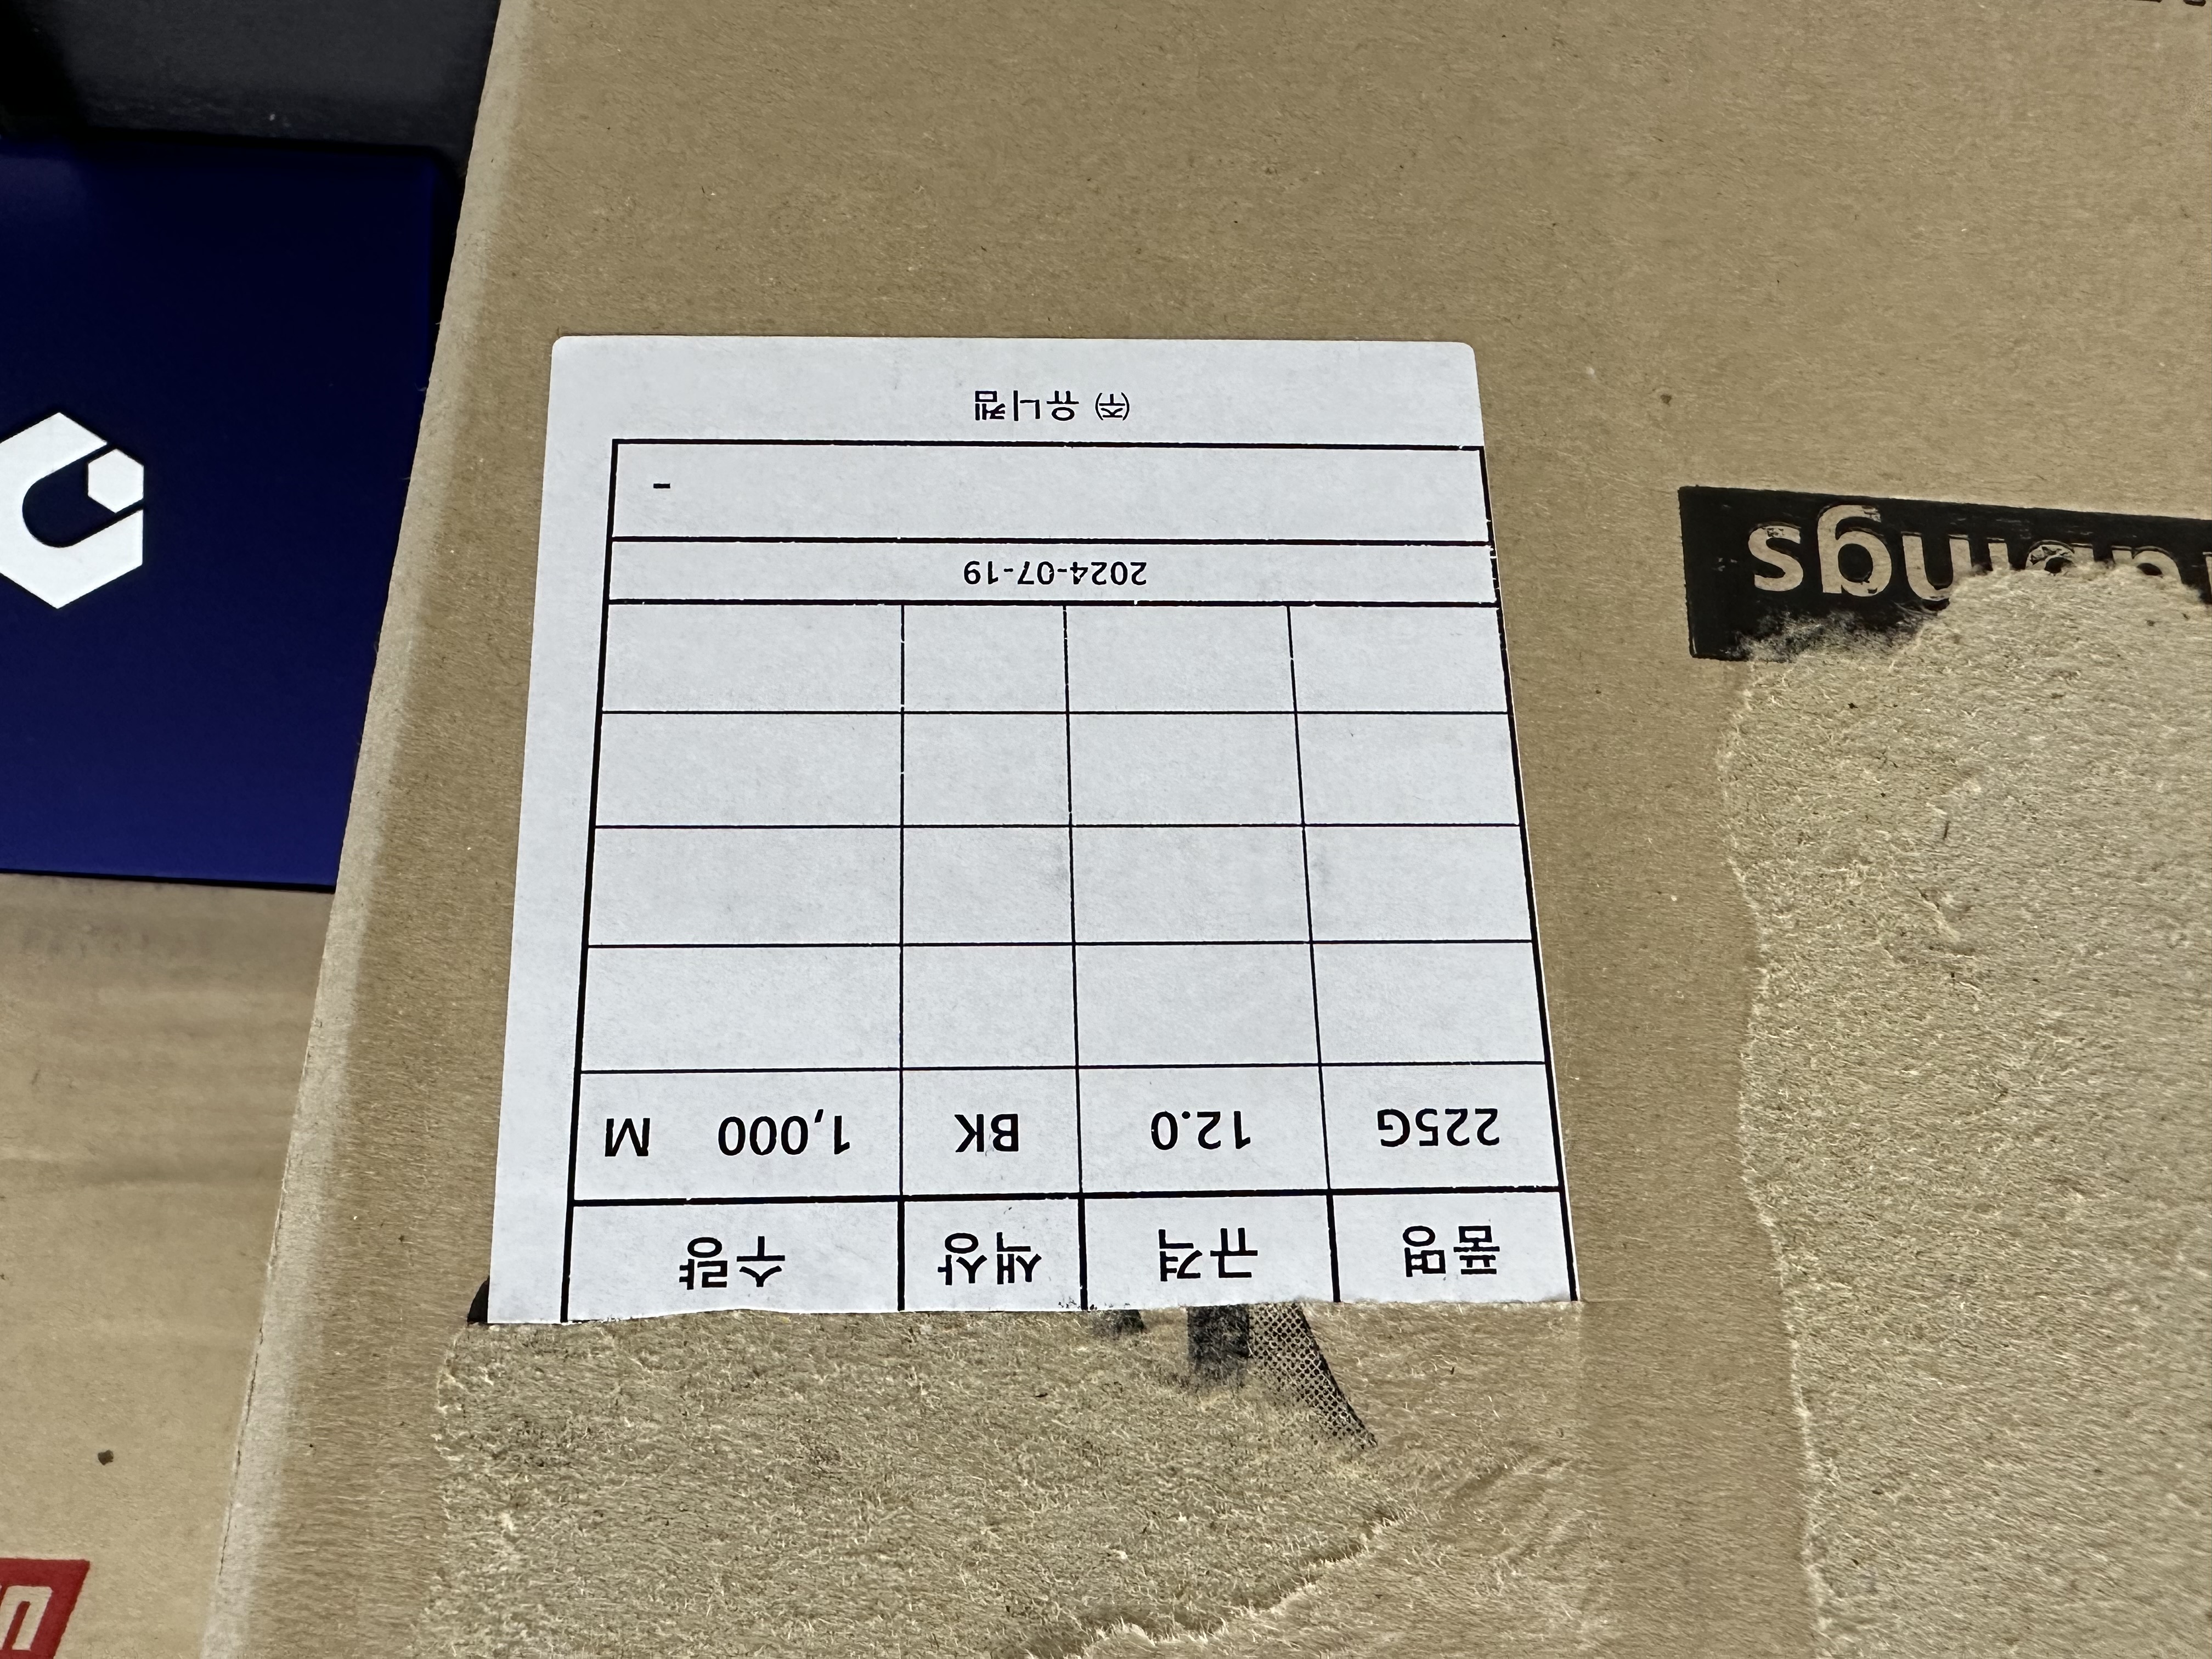 품명 규격 색상 수량
225G 12.0 BK 1,000 M
2024-07-19
-
㈜ 유니켐